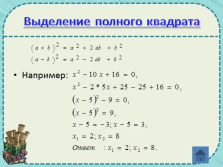 Выделение полного квадрата
(a + b)² = a² + 2ab + b²
(a − b)² = a² − 2ab + b²
• Например: x² − 10x + 16 = 0,
x² − 2 * 5x + 25 − 25 + 16 = 0,
(x − 5)² − 9 = 0,
(x − 5)² = 9,
x − 5 = −3; x − 5 = 3,
x₁ = 2; x₂ = 8
Ответ : x₁ = 2; x₂ = 8.